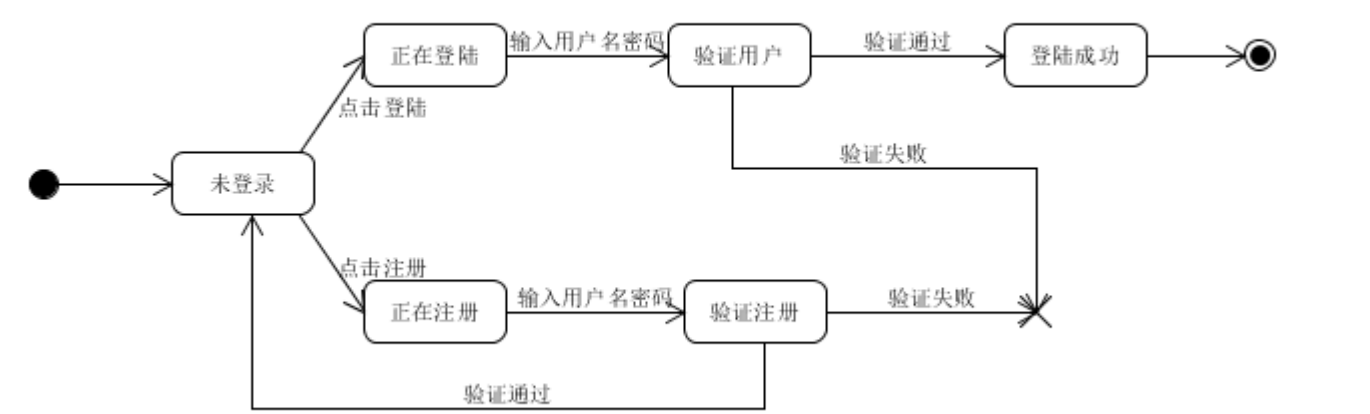 正在登陆
输入用户名密码
验证用户
验证通过
登陆成功
点击登陆
验证失败
未登录
点击注册
正在注册
输入用户名密码
验证注册
验证失败
验证通过